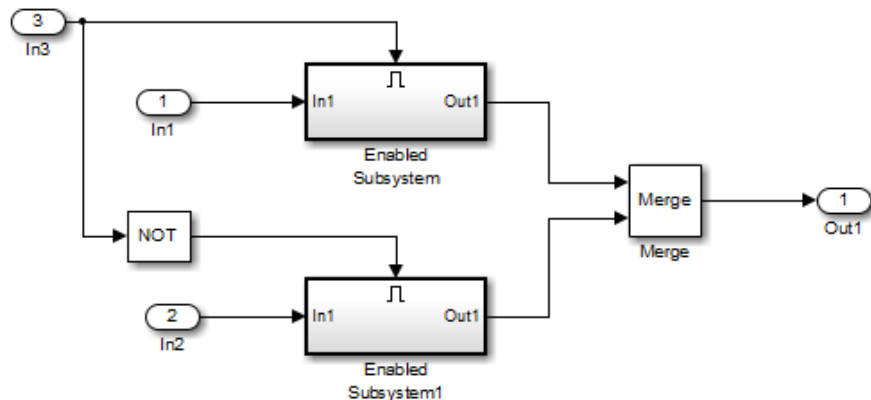 3
In3
1
In1
In1
Out1
Enabled
Subsystem
Merge
Merge
1
Out1
NOT
2
In2
In1
Out1
Enabled
Subsystem1